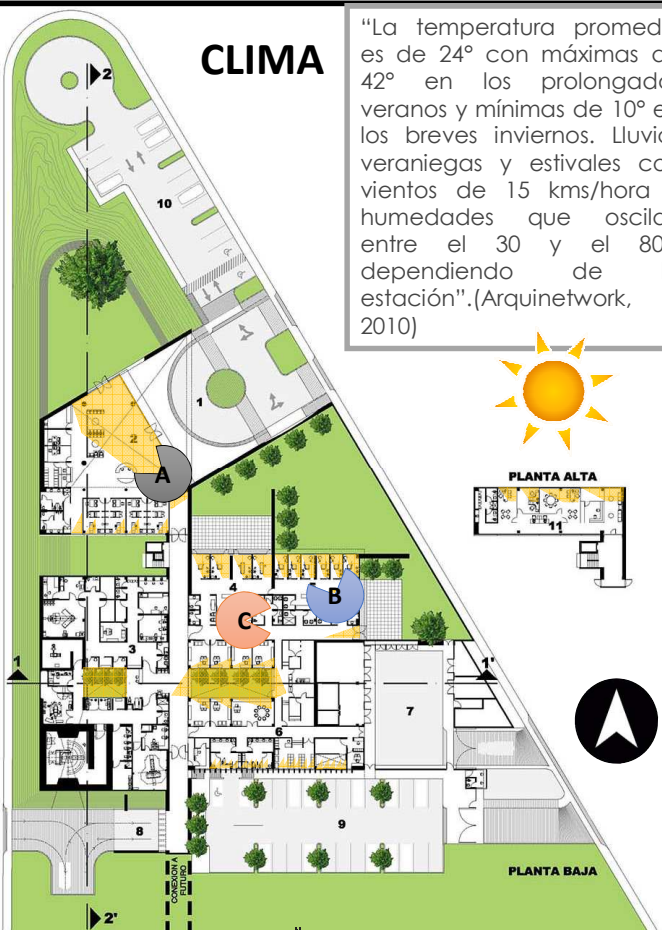 CLIMA
“La temperatura promed
es de 24° con máximas d
42° en los prolongad
veranos y mínimas de 10° e
los breves inviernos. Lluvi
veraniegas y estivales co
vientos de 15 kms/hora
humedades que oscila
entre el 30 y el 80
dependiendo de
estación”.(Arquinetwork,
2010)
2
10
1
2
A
PLANTA ALTA
11
4
B
C
3
1
1'
7
6
8
9
CONEXION A
FUTURO
PLANTA BAJA
2'
N